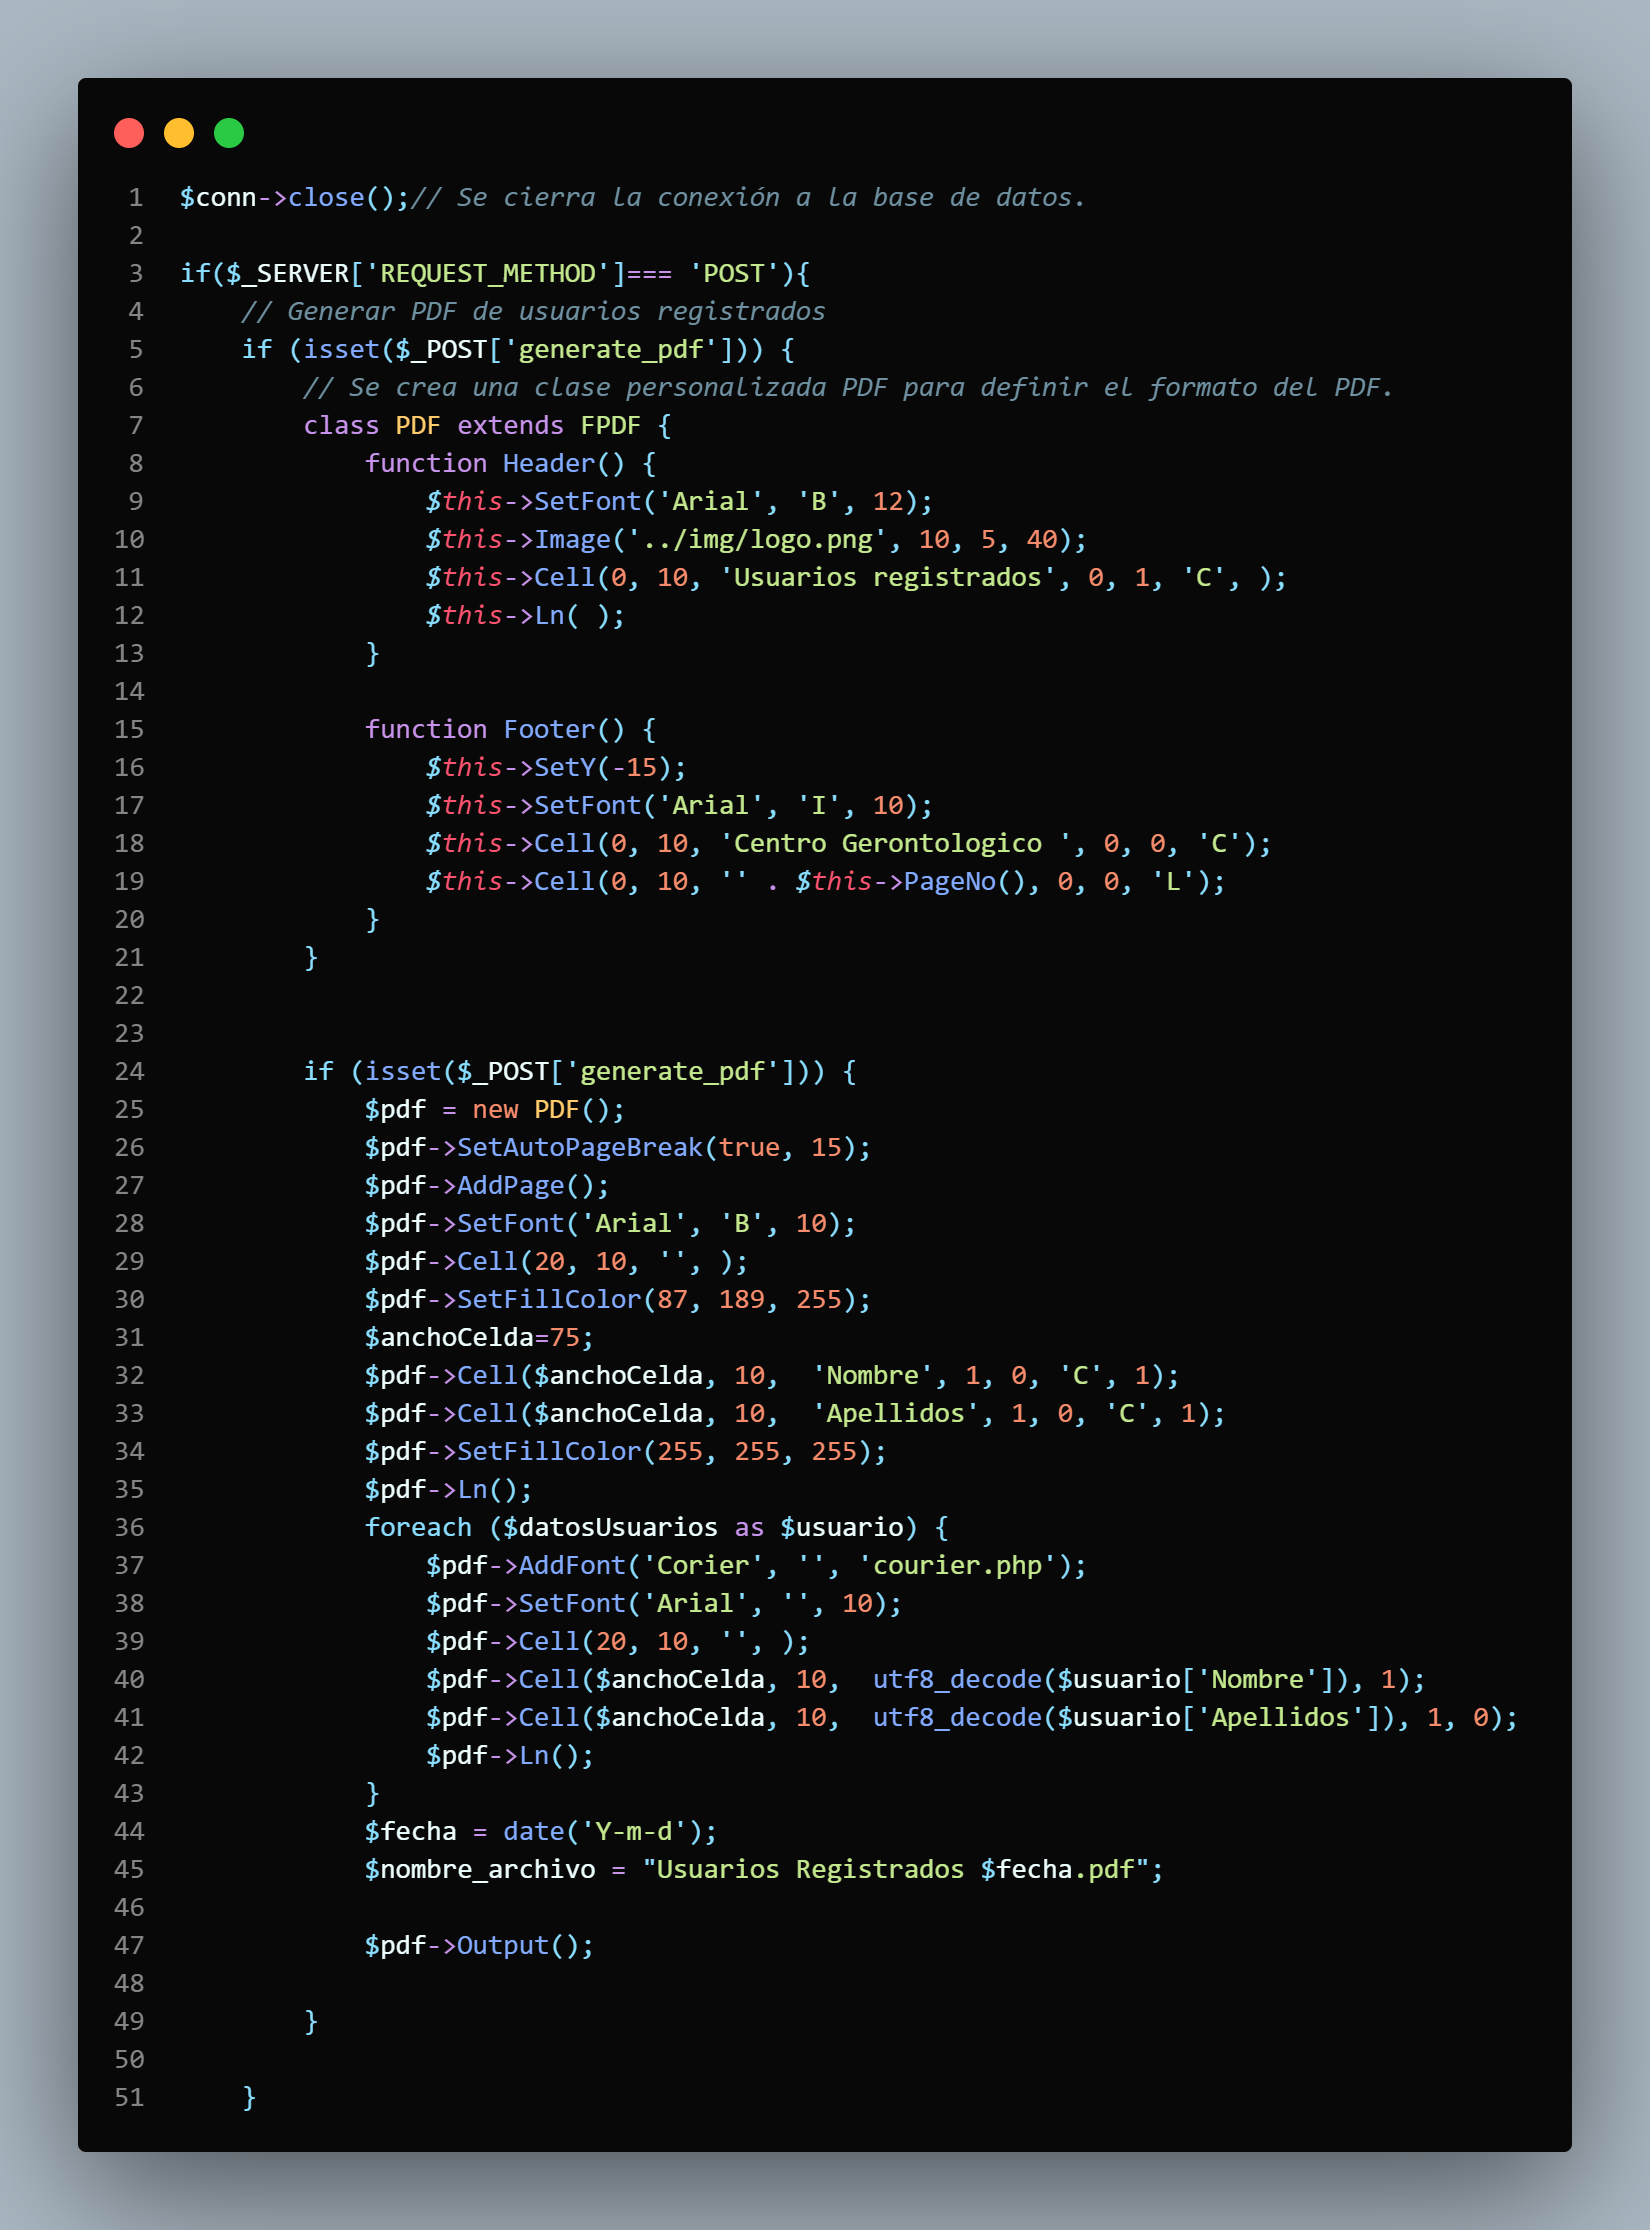 1 $conn->close();// Se cierra la conexión a la base de datos.
2
3 if($_SERVER['REQUEST_METHOD']=== 'POST'){
4     // Generar PDF de usuarios registrados
5     if (isset($_POST['generate_pdf'])) {
6         // Se crea una clase personalizada PDF para definir el formato del PDF.
7         class PDF extends FPDF {
8             function Header() {
9                 $this->SetFont('Arial', 'B', 12);
10                 $this->Image('../img/logo.png', 10, 5, 40);
11                 $this->Cell(0, 10, 'Usuarios registrados', 0, 1, 'C', );
12                 $this->Ln( );
13             }
14
15             function Footer() {
16                 $this->SetY(-15);
17                 $this->SetFont('Arial', 'I', 10);
18                 $this->Cell(0, 10, 'Centro Gerontologico ', 0, 0, 'C');
19                 $this->Cell(0, 10, '' . $this->PageNo(), 0, 0, 'L');
20             }
21         }
22
23
24         if (isset($_POST['generate_pdf'])) {
25             $pdf = new PDF();
26             $pdf->SetAutoPageBreak(true, 15);
27             $pdf->AddPage();
28             $pdf->SetFont('Arial', 'B', 10);
29             $pdf->Cell(20, 10, '', );
30             $pdf->SetFillColor(87, 189, 255);
31             $anchoCelda=75;
32             $pdf->Cell($anchoCelda, 10,  'Nombre', 1, 0, 'C', 1);
33             $pdf->Cell($anchoCelda, 10,  'Apellidos', 1, 0, 'C', 1);
34             $pdf->SetFillColor(255, 255, 255);
35             $pdf->Ln();
36             foreach ($datosUsuarios as $usuario) {
37                 $pdf->AddFont('Corier', '', 'courier.php');
38                 $pdf->SetFont('Arial', '', 10);
39                 $pdf->Cell(20, 10, '', );
40                 $pdf->Cell($anchoCelda, 10,  utf8_decode($usuario['Nombre']), 1);
41                 $pdf->Cell($anchoCelda, 10,  utf8_decode($usuario['Apellidos']), 1, 0);
42                 $pdf->Ln();
43             }
44             $fecha = date('Y-m-d');
45             $nombre_archivo = "Usuarios Registrados $fecha.pdf";
46
47             $pdf->Output();
48
49         }
50
51     }